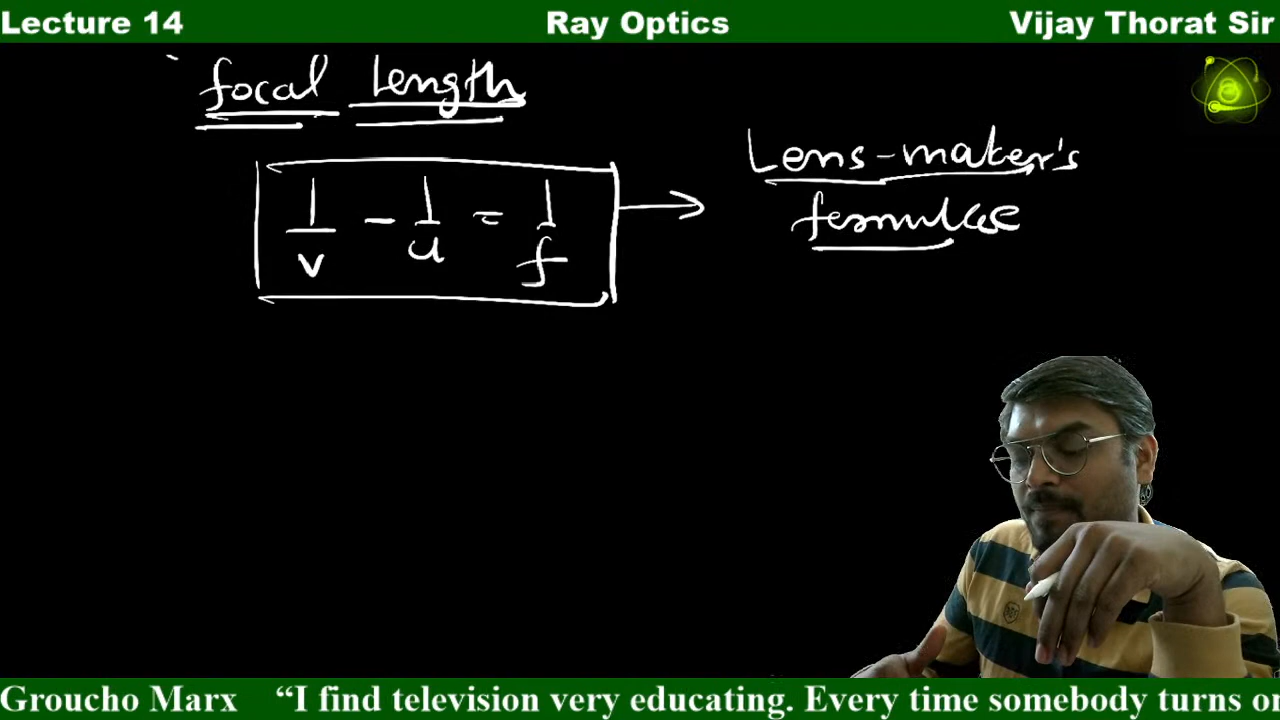 Lecture 14 Ray Optics Vijay Thorat Sir
focal length
1/v - 1/u = 1/f
Lens-maker's
formulae
Groucho Marx “I find television very educating. Every time somebody turns on